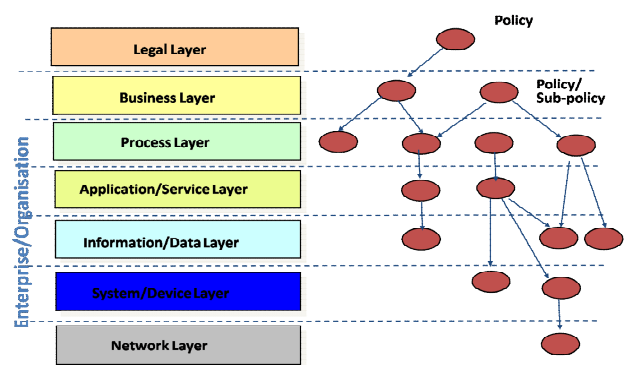 Policy
Legal Layer
Business Layer
Policy/
Sub-policy
Process Layer
Application/Service Layer
Information/Data Layer
System/Device Layer
Network Layer
Enterprise/Organisation